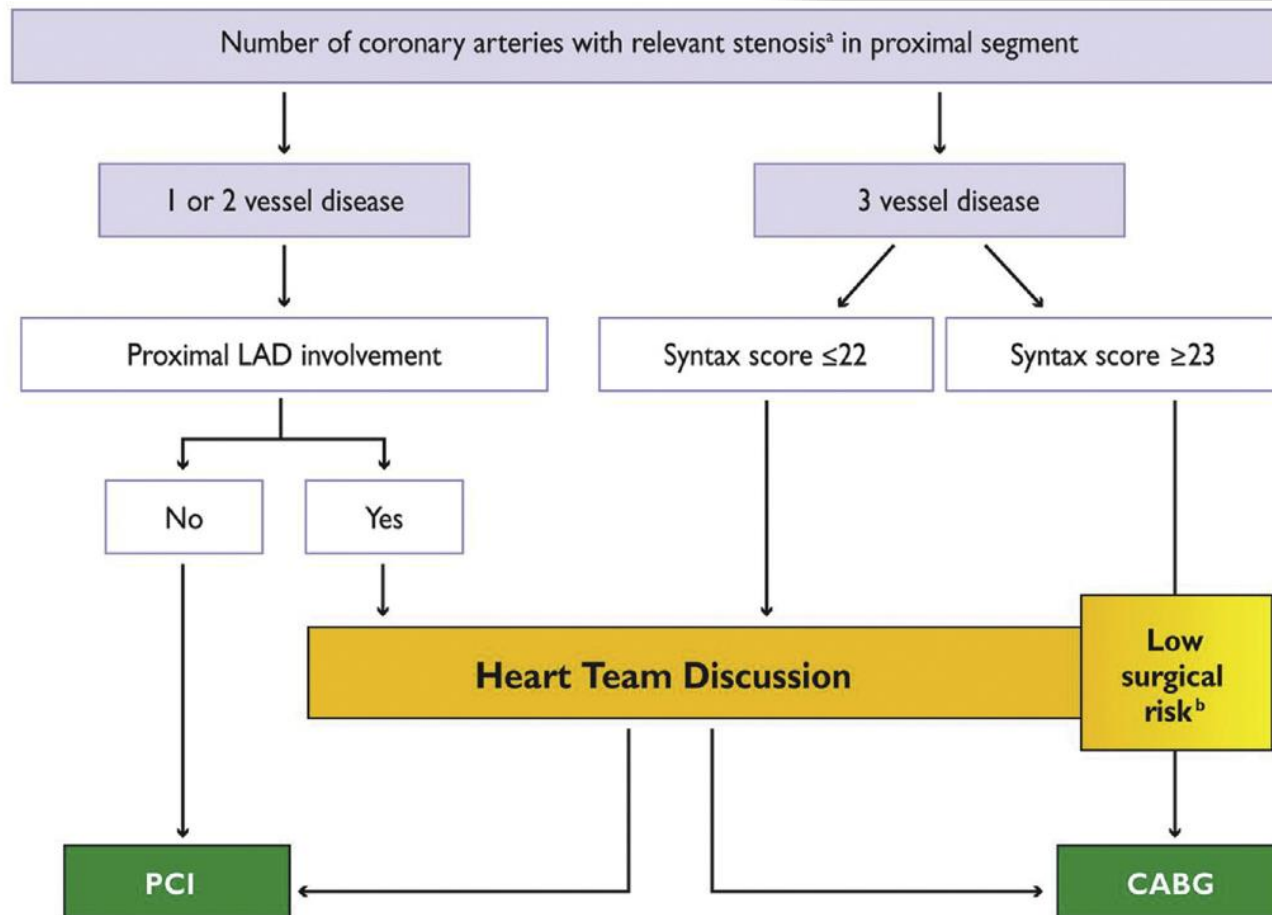 Number of coronary arteries with relevant stenosisᵃ in proximal segment
1 or 2 vessel disease
3 vessel disease
Proximal LAD involvement
Syntax score ≤22
Syntax score ≥23
No
Yes
Heart Team Discussion
Low
surgical
riskᵇ
PCI
CABG